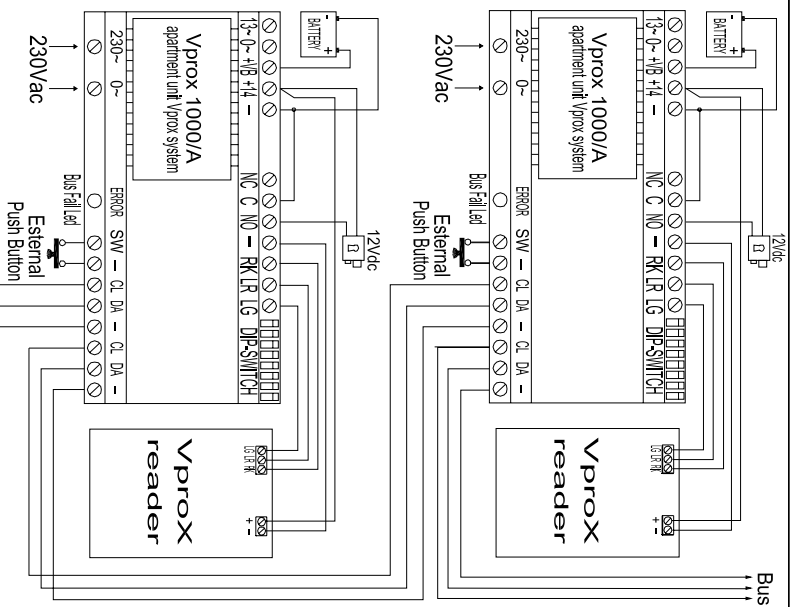 BATTERY
- +
13~ 0~ +VB +14 - NC C NO - RK LR LG DIP-SWITCH
12Vdc
Vprox 1000/A
apartment unit Vprox system
230~ 0~ ERROR SW - CL DA - CL DA -
230Vac
Bus Fail Led
Esternal
Push Button
LG LR RK
+ -
VproX
reader
BATTERY
- +
13~ 0~ +VB +14 - NC C NO - RK LR LG DIP-SWITCH
12Vdc
Vprox 1000/A
apartment unit Vprox system
230~ 0~ ERROR SW - CL DA - CL DA -
230Vac
Bus Fail Led
Esternal
Push Button
LG LR RK
+ -
VproX
reader
Bus